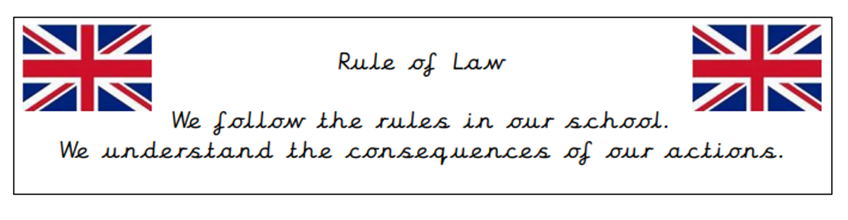 Rule of Law
We follow the rules in our school.
We understand the consequences of our actions.